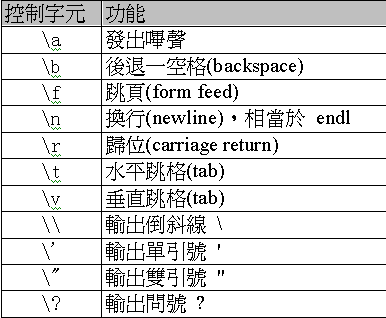 控制字元 功能
\a 發出嗶聲
\b 後退一空格(backspace)
\f 跳頁(form feed)
\n 換行(newline)，相當於 endl
\r 歸位(carriage return)
\t 水平跳格(tab)
\v 垂直跳格(tab)
\\ 輸出倒斜線 \
\' 輸出單引號 '
\" 輸出雙引號 "
\? 輸出問號 ?